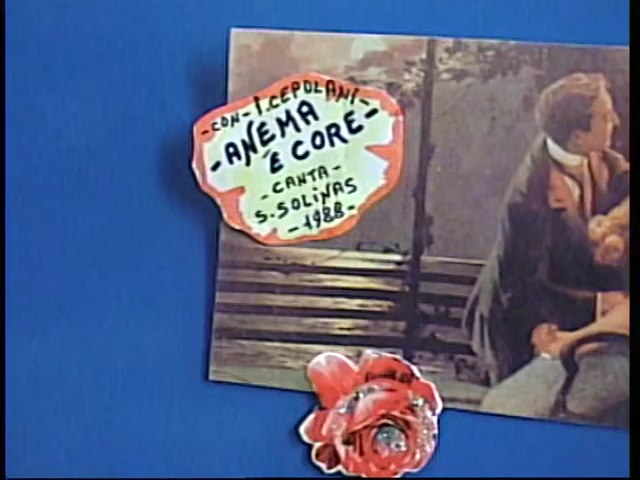 -CON-I.CEPOLANI-
-ANEMA
É CORE-
-CANTA-
S.SOLINAS
-1988-